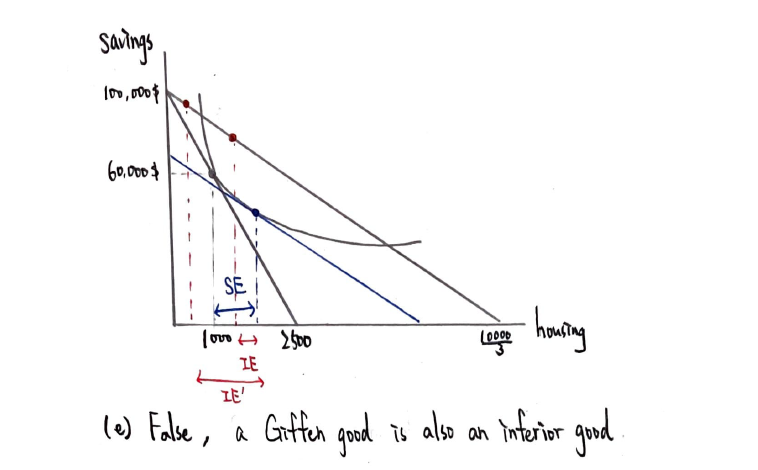 Savings
100,000$
60,000$
SE
1000
2500
10000
3
housing
IE
IE'
(e) False, a Giffen good is also an inferior good